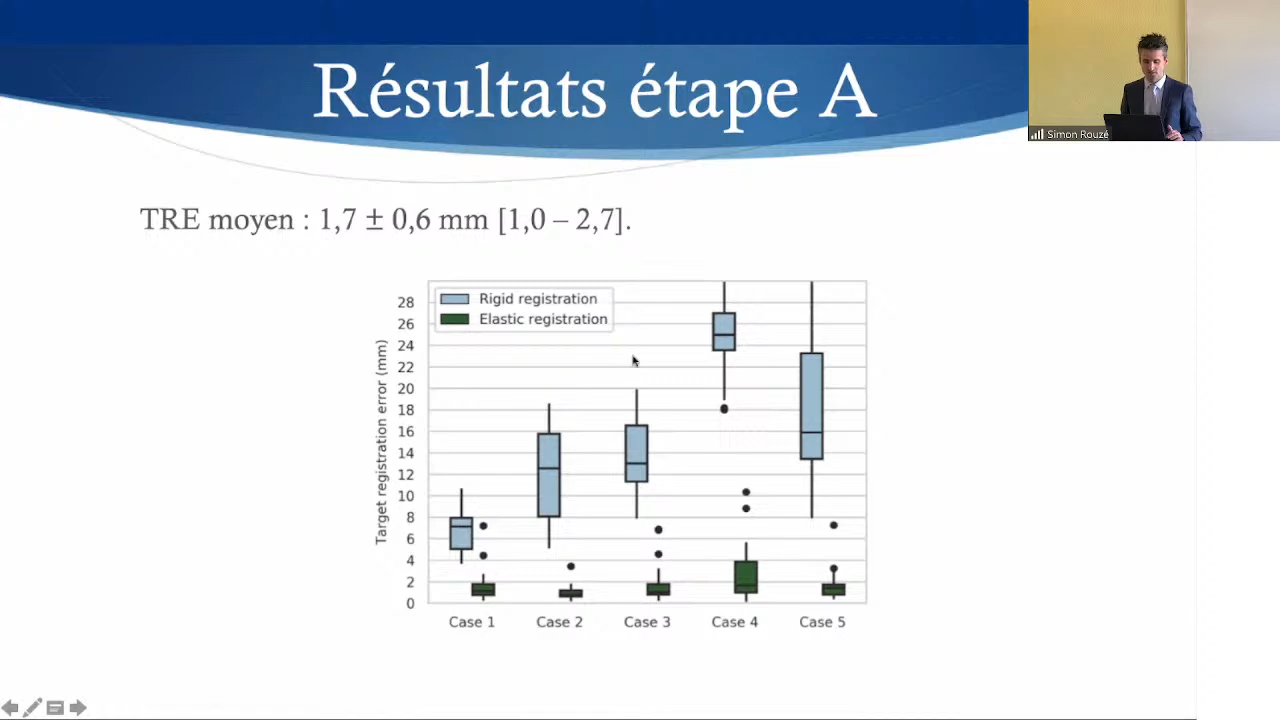 Résultats étape A
Simon Rouzé
TRE moyen : 1,7 ± 0,6 mm [1,0 – 2,7].
Rigid registration
Elastic registration
Target registration error (mm)
28
26
24
22
20
18
16
14
12
10
8
6
4
2
0
Case 1 Case 2 Case 3 Case 4 Case 5